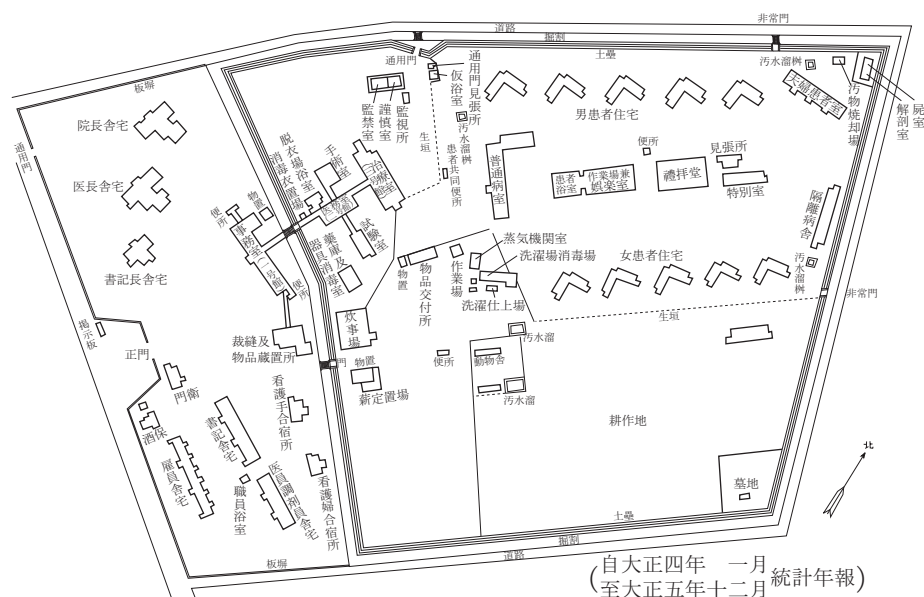 非常門
道路
掘割
土壘
通用門
板塀
院長舎宅
医長舎宅
書記長舎宅
通用門
掲示板
正門
門衛
酒保
雇員舎宅
書記舎宅
職員浴室
医員調剤員舎宅
看護婦合宿所
看護手合宿所
板塀
裁縫及
物品蔵置所
便所
物置
事務室(一号館)
便所
脱衣場浴室
消毒衣置場
手術室
治療室
試験室
薬庫及
器具消毒室
炊事場
門
物置
薪定置場
監禁室
謹慎室
監視所
通用門見張所
仮浴室
汚水溜桝
患者共同便所
生垣
普通病室
男患者住宅
患者浴室
作業場兼
娯楽室
便所
禮拝堂
見張所
特別室
夫婦患者室
汚水溜桝
汚物焼却場
解剖室
屍室
隔離病舎
汚水溜桝
非常門
女患者住宅
生垣
蒸気機関室
洗濯場消毒場
洗濯仕上場
作業場
物品交付所
物置
便所
動物舎
汚水溜
汚水溜
耕作地
墓地
北
土壘
掘割
道路
(自大正四年 一月
至大正五年十二月 統計年報)